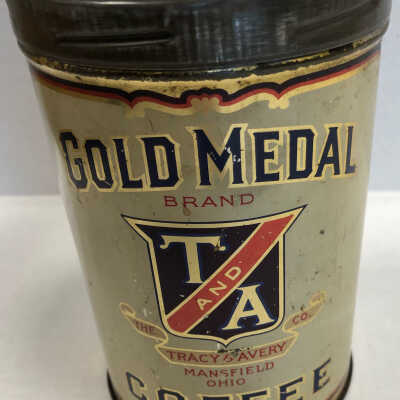 GOLD MEDAL
BRAND
T
AND
A
THE
TRACY & AVERY
CO.
MANSFIELD
OHIO
COFFEE